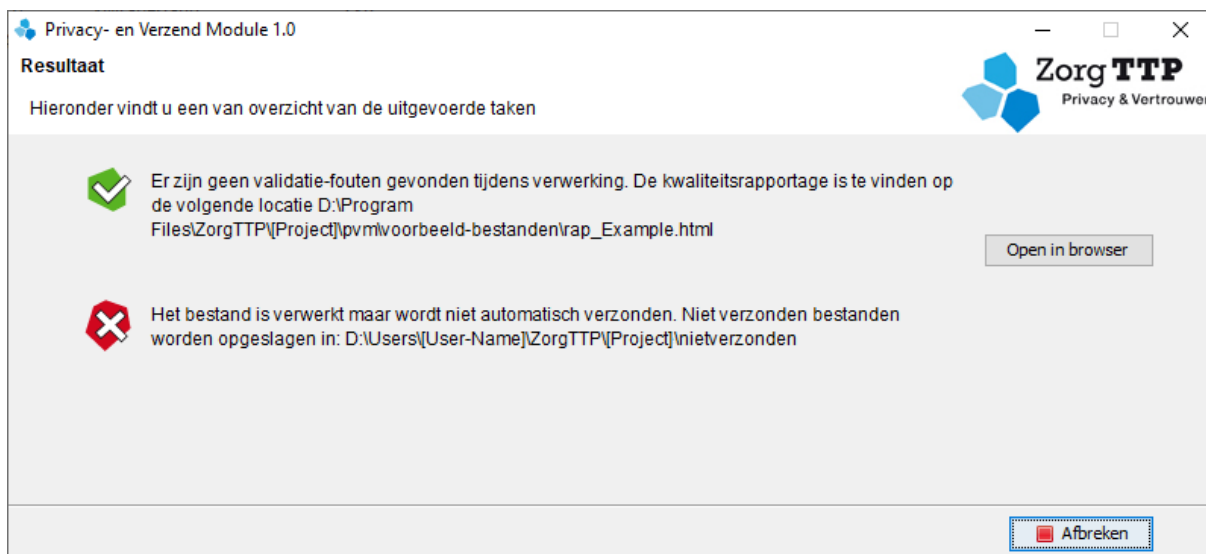 Privacy- en Verzend Module 1.0
Resultaat
Hieronder vindt u een van overzicht van de uitgevoerde taken
Zorg TTP
Privacy & Vertrouwen
Er zijn geen validatie-fouten gevonden tijdens verwerking. De kwaliteitsrapportage is te vinden op
de volgende locatie D:\Program
Files\ZorgTTP\[Project]\pvm\voorbeeld-bestanden\rap_Example.html
Open in browser
Het bestand is verwerkt maar wordt niet automatisch verzonden. Niet verzonden bestanden
worden opgeslagen in: D:\Users\[User-Name]\ZorgTTP\[Project]\nietverzonden
Afbreken